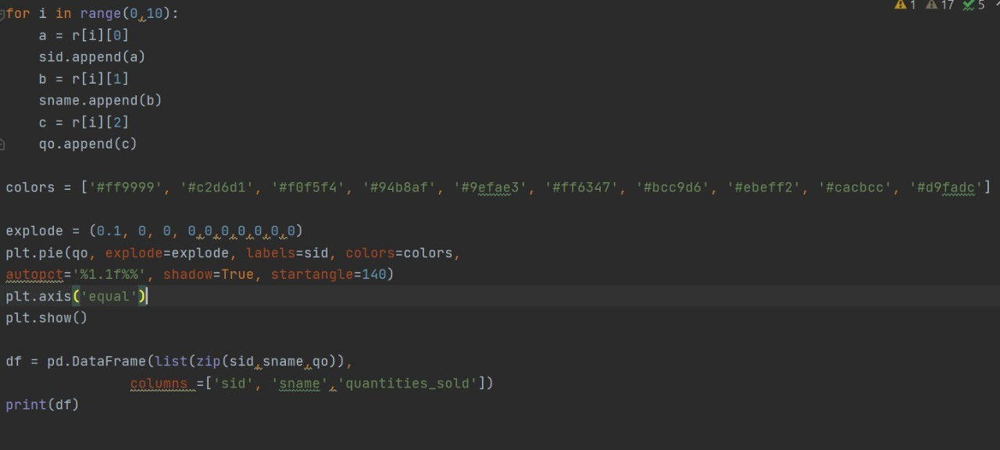 for i in range(0,10):
    a = r[i][0]
    sid.append(a)
    b = r[i][1]
    sname.append(b)
    c = r[i][2]
    qo.append(c)
1 17 5
colors = ['#ff9999', '#c2d6d1', '#f0f5f4', '#94b8af', '#9efae3', '#ff6347', '#bcc9d6', '#ebeff2', '#cacbcc', '#d9fadc']
explode = (0.1, 0, 0, 0,0,0,0,0,0,0)
plt.pie(qo, explode=explode, labels=sid, colors=colors,
autopct='%1.1f%%', shadow=True, startangle=140)
plt.axis('equal')
plt.show()
df = pd.DataFrame(list(zip(sid,sname,qo)),
               columns =['sid', 'sname','quantities_sold'])
print(df)